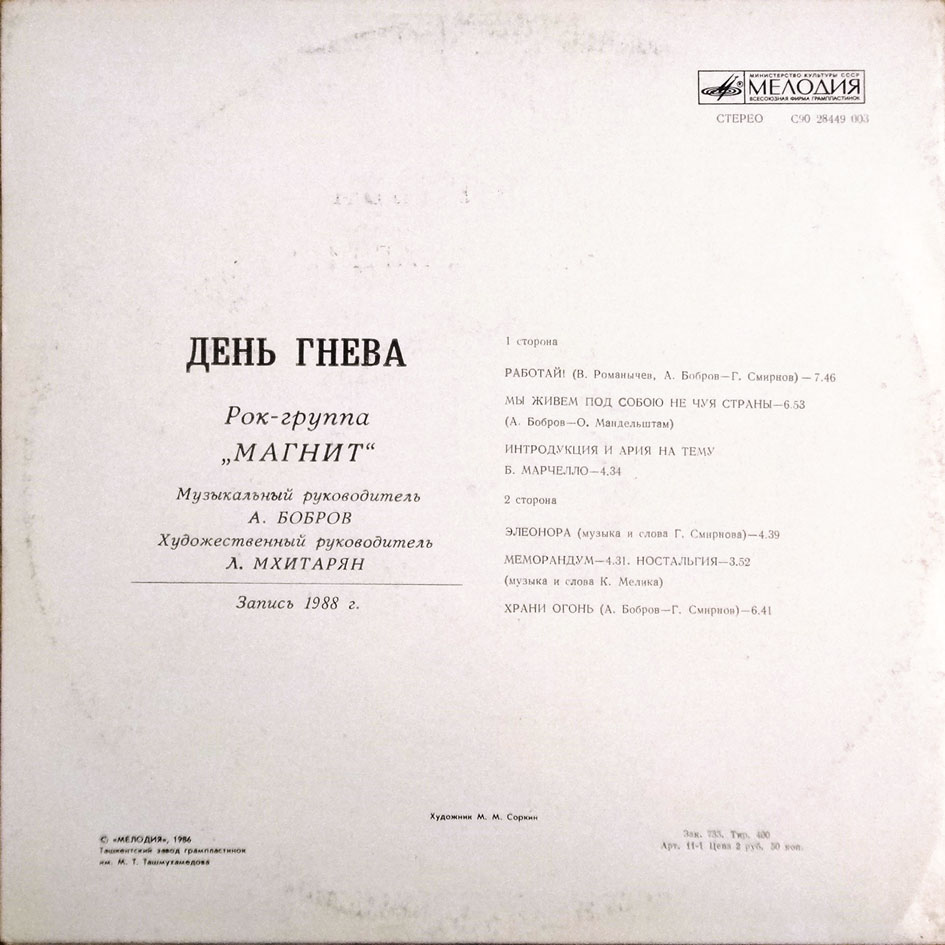 МИНИСТЕРСТВО КУЛЬТУРЫ СССР
МЕЛОДИЯ
ВСЕСОЮЗНАЯ ФИРМА ГРАМПЛАСТИНОК
СТЕРЕО С90 28449 003
ДЕНЬ ГНЕВА
Рок-группа
„МАГНИТ“
Музыкальный руководитель
А. БОБРОВ
Художественный руководитель
Л. МХИТАРЯН
Запись 1988 г.
1 сторона
РАБОТАЙ! (В. Романычев, А. Бобров—Г. Смирнов) — 7.46
МЫ ЖИВЕМ ПОД СОБОЮ НЕ ЧУЯ СТРАНЫ—6.53
(А. Бобров—О. Мандельштам)
ИНТРОДУКЦИЯ И АРИЯ НА ТЕМУ
Б. МАРЧЕЛЛО—4.34
2 сторона
ЭЛЕОНОРА (музыка и слова Г. Смирнова)—4.39
МЕМОРАНДУМ—4.31. НОСТАЛЬГИЯ—3.52
(музыка и слова К. Мелика)
ХРАНИ ОГОНЬ (А. Бобров—Г. Смирнов)—6.41
Художник М. М. Соркин
© «МЕЛОДИЯ», 1986
Ташкентский завод грампластинок
им. М. Т. Ташмухамедова
Зак. 733. Тир. 400
Арт. 11-1 Цена 2 руб. 50 коп.